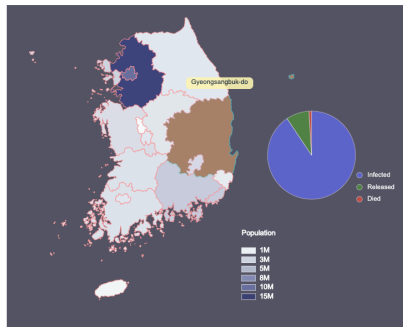 Gyeongsangbuk-do
Infected
Released
Died
Population
1M
3M
5M
8M
10M
15M